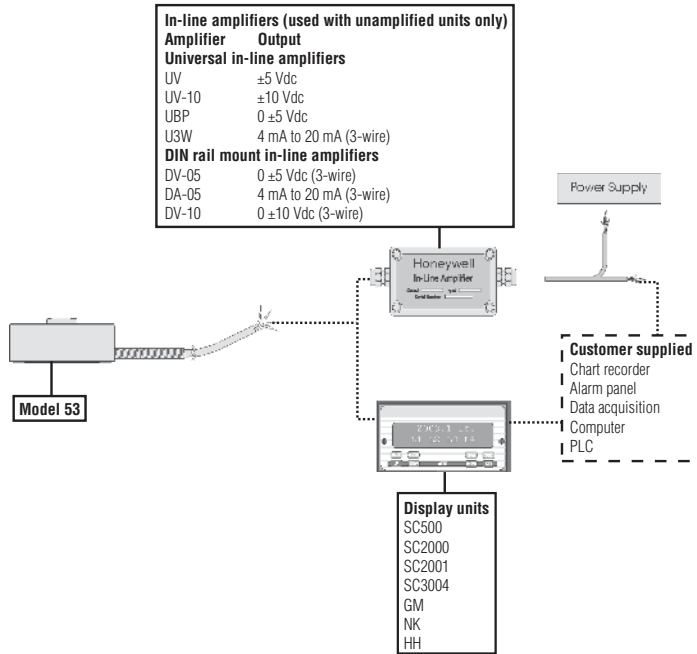 In-line amplifiers (used with unamplified units only)
Amplifier Output
Universal in-line amplifiers
UV ±5 Vdc
UV-10 ±10 Vdc
UBP 0 ±5 Vdc
U3W 4 mA to 20 mA (3-wire)
DIN rail mount in-line amplifiers
DV-05 0 ±5 Vdc (3-wire)
DA-05 4 mA to 20 mA (3-wire)
DV-10 0 ±10 Vdc (3-wire)
Power Supply
Honeywell
In-Line Amplifier
Serial Number
Model 53
Customer supplied
Chart recorder
Alarm panel
Data acquisition
Computer
PLC
Display units
SC500
SC2000
SC2001
SC3004
GM
NK
HH